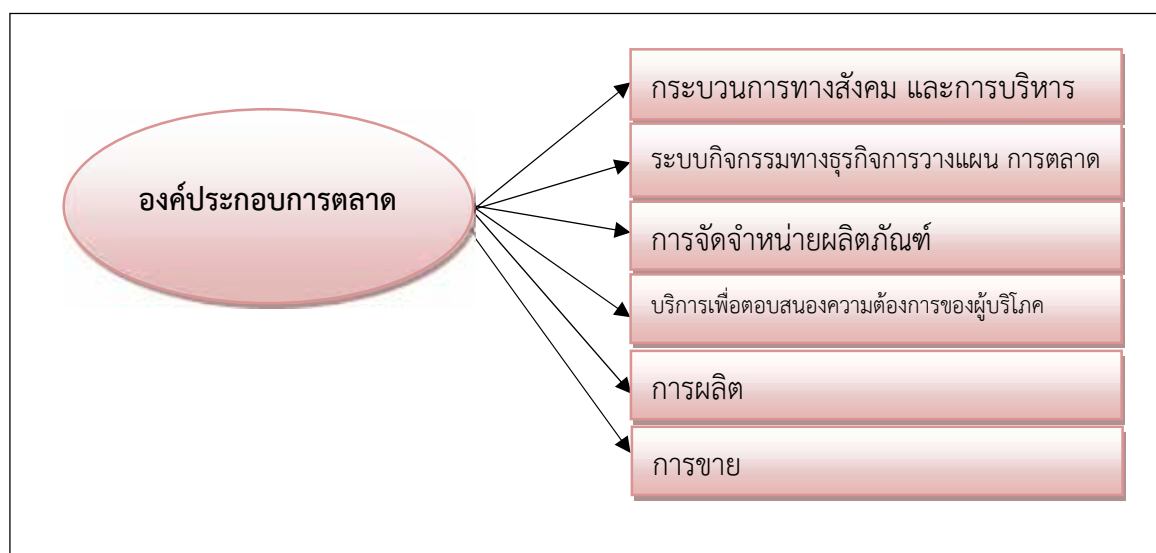 องค์ประกอบการตลาด
กระบวนการทางสังคม และการบริหาร
ระบบกิจกรรมทางธุรกิจการวางแผน การตลาด
การจัดจำหน่ายผลิตภัณฑ์
บริการเพื่อตอบสนองความต้องการของผู้บริโภค
การผลิต
การขาย